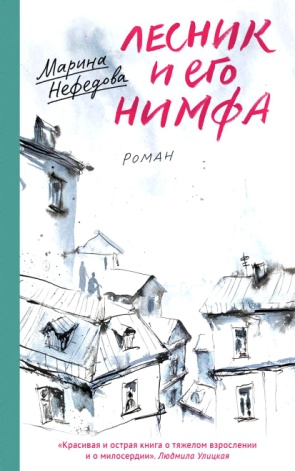 Марина
Нефедова
ЛЕСНИК
И ЕГО
НИМФА
РОМАН
«Красивая и острая книга о тяжелом взрослении
и о милосердии». Людмила Улицкая